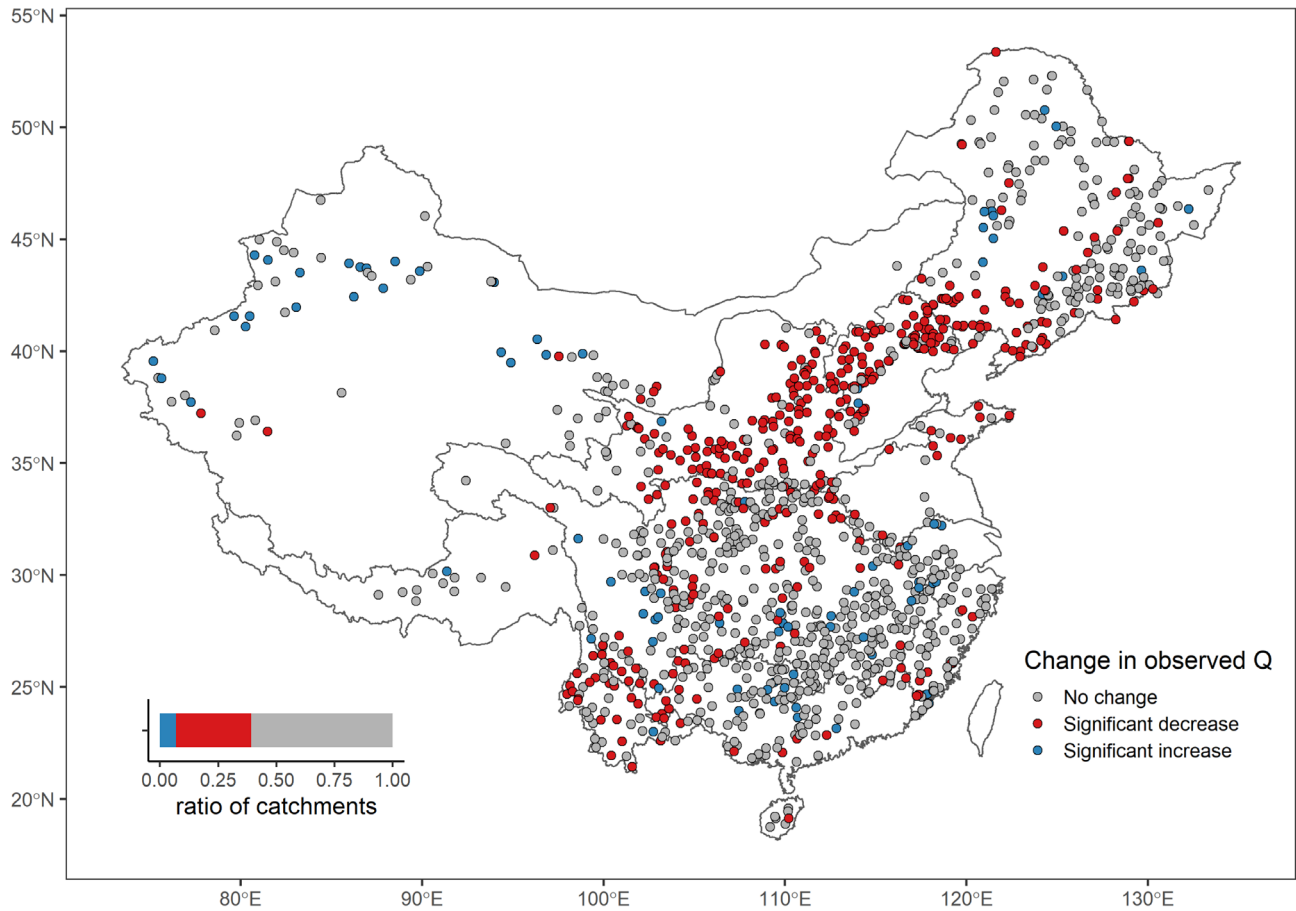 55°N
50°N
45°N
40°N
35°N
30°N
25°N
20°N
Change in observed Q
No change
Significant decrease
Significant increase
0.00 0.25 0.50 0.75 1.00
ratio of catchments
80°E 90°E 100°E 110°E 120°E 130°E